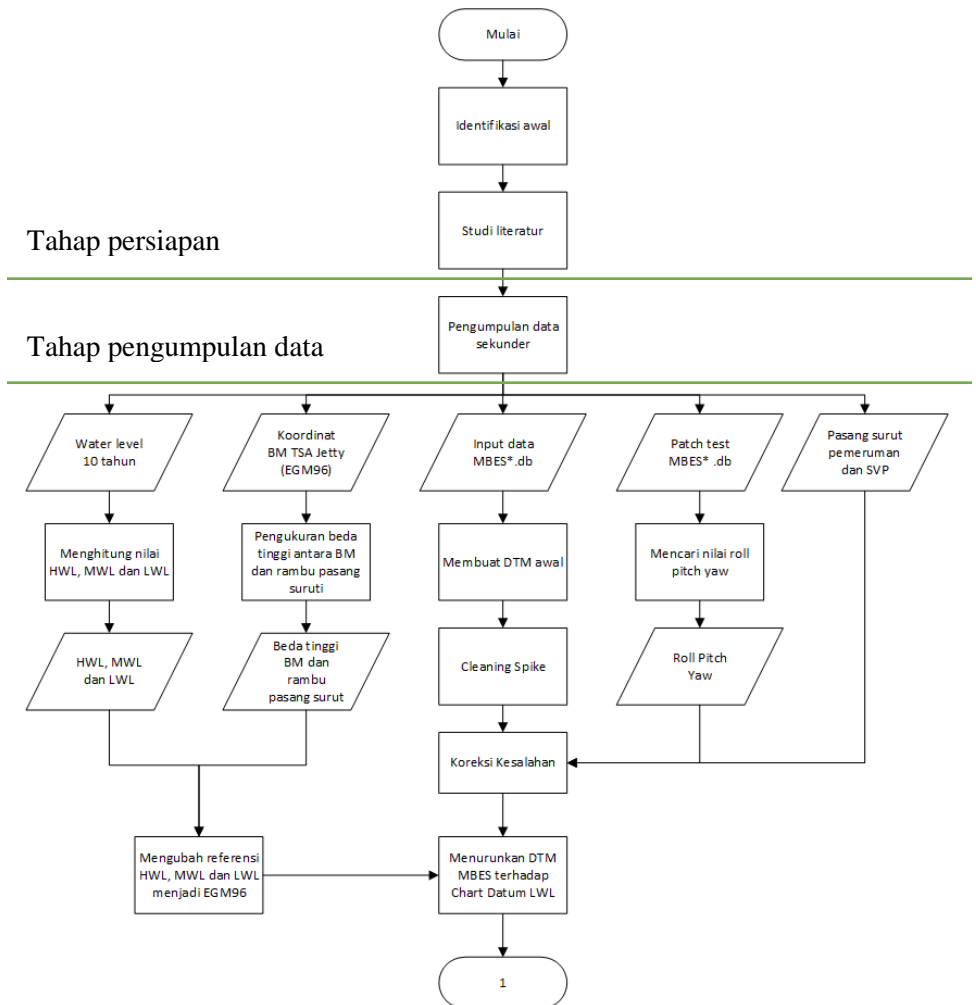 Mulai
Identifikasi awal
Studi literatur
Tahap persiapan
Pengumpulan data
sekunder
Tahap pengumpulan data
Water level
10 tahun
Koordinat
BM TSA Jetty
(EGM96)
Input data
MBES*.db
Patch test
MBES* .db
Pasang surut
pemeruman
dan SVP
Menghitung nilai
HWL, MWL dan LWL
Pengukuran beda
tinggi antara BM
dan rambu pasang
suruti
Membuat DTM awal
Mencari nilai roll
pitch yaw
HWL, MWL
dan LWL
Beda tinggi
BM dan
rambu
pasang surut
Cleaning Spike
Roll Pitch
Yaw
Koreksi Kesalahan
Mengubah referensi
HWL, MWL dan LWL
menjadi EGM96
Menurunkan DTM
MBES terhadap
Chart Datum LWL
1